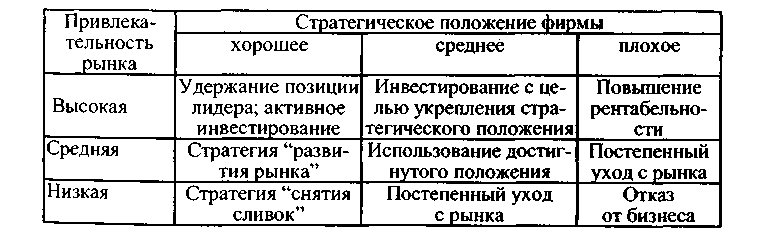 Привлека-
тельность
рынка
Стратегическое положение фирмы
хорошее
среднее
плохое
Высокая
Удержание позиции
лидера; активное
инвестирование
Инвестирование с це-
лью укрепления стра-
тегического положения
Повышение
рентабельно-
сти
Средняя
Стратегия “разви-
тия рынка”
Использование достиг-
нутого положения
Постепенный
уход с рынка
Низкая
Стратегия “снятия
сливок”
Постепенный уход
с рынка
Отказ
от бизнеса